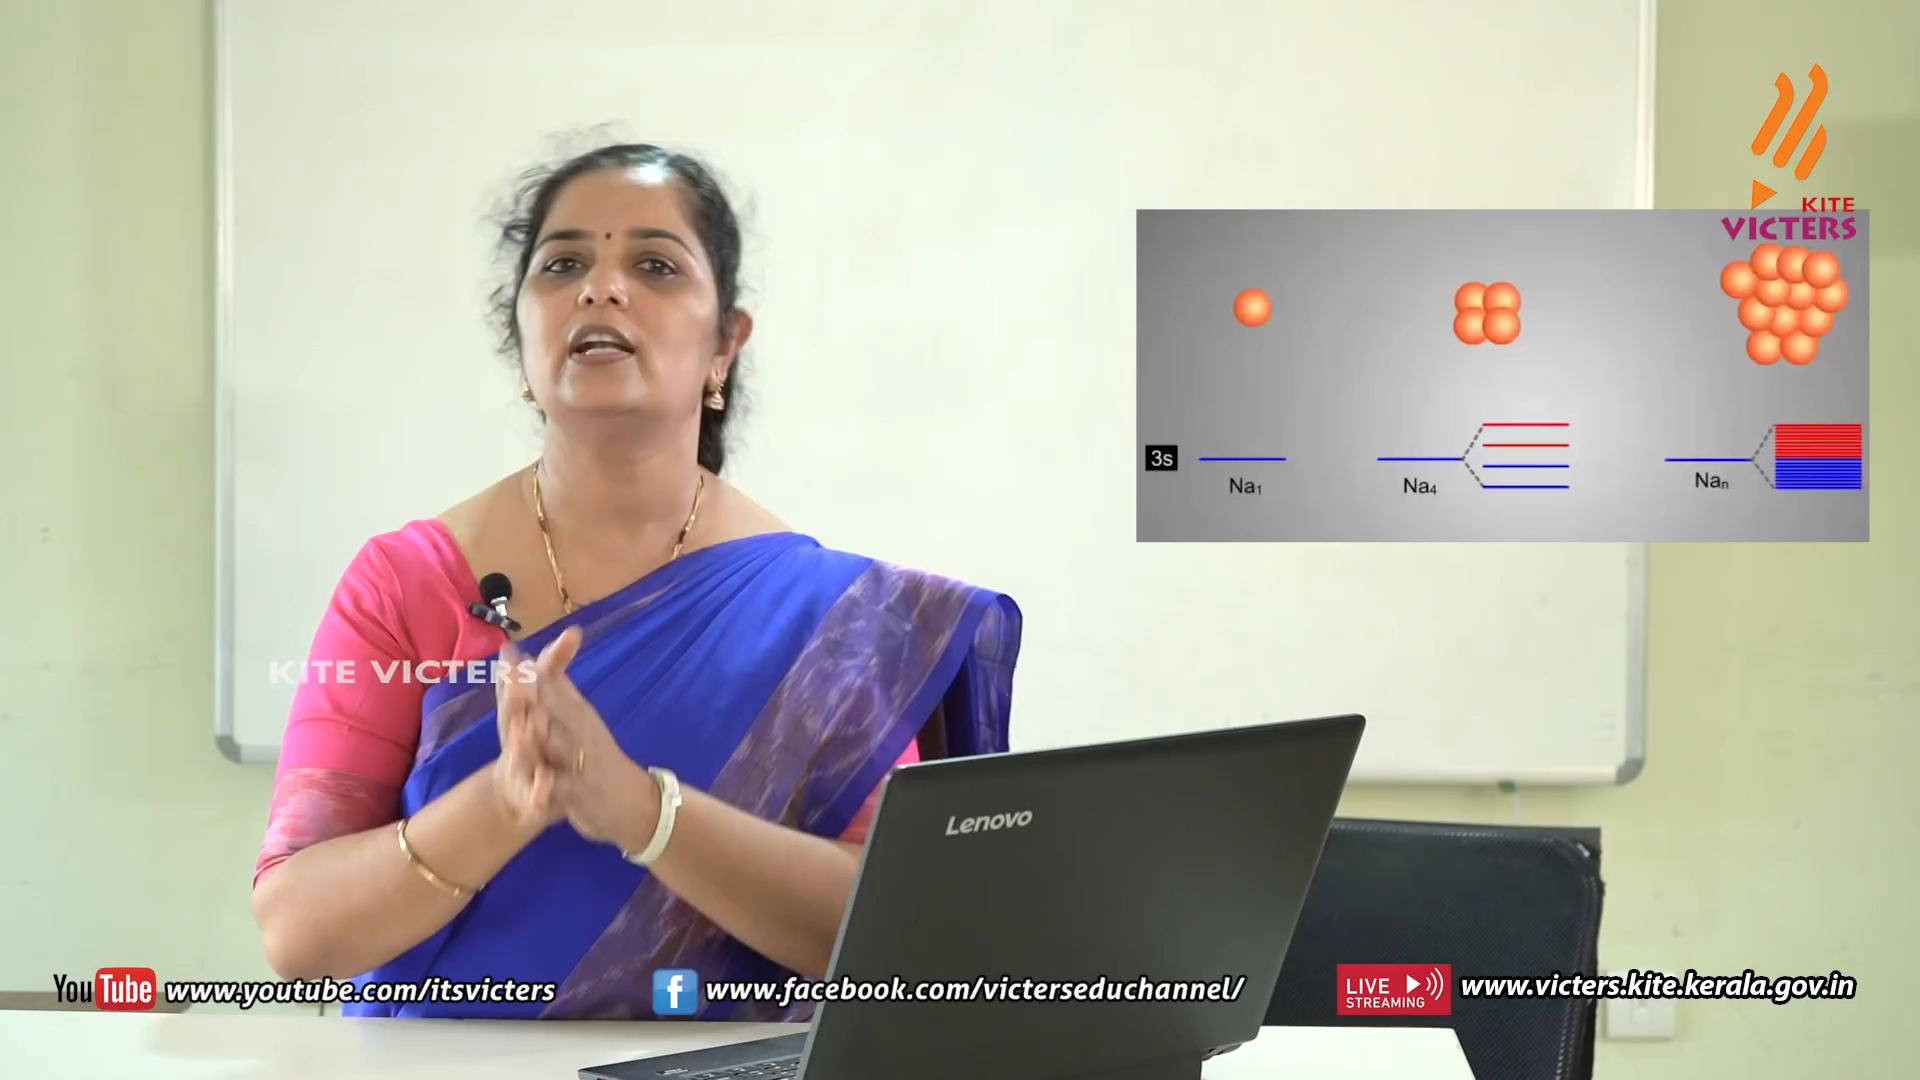 KITE
VICTERS
3s
Na1
Na4
Nan
KITE VICTERS
Lenovo
YouTube www.youtube.com/itsvicters
f www.facebook.com/victerseduchannel/
LIVE
STREAMING
www.victers.kite.kerala.gov.in